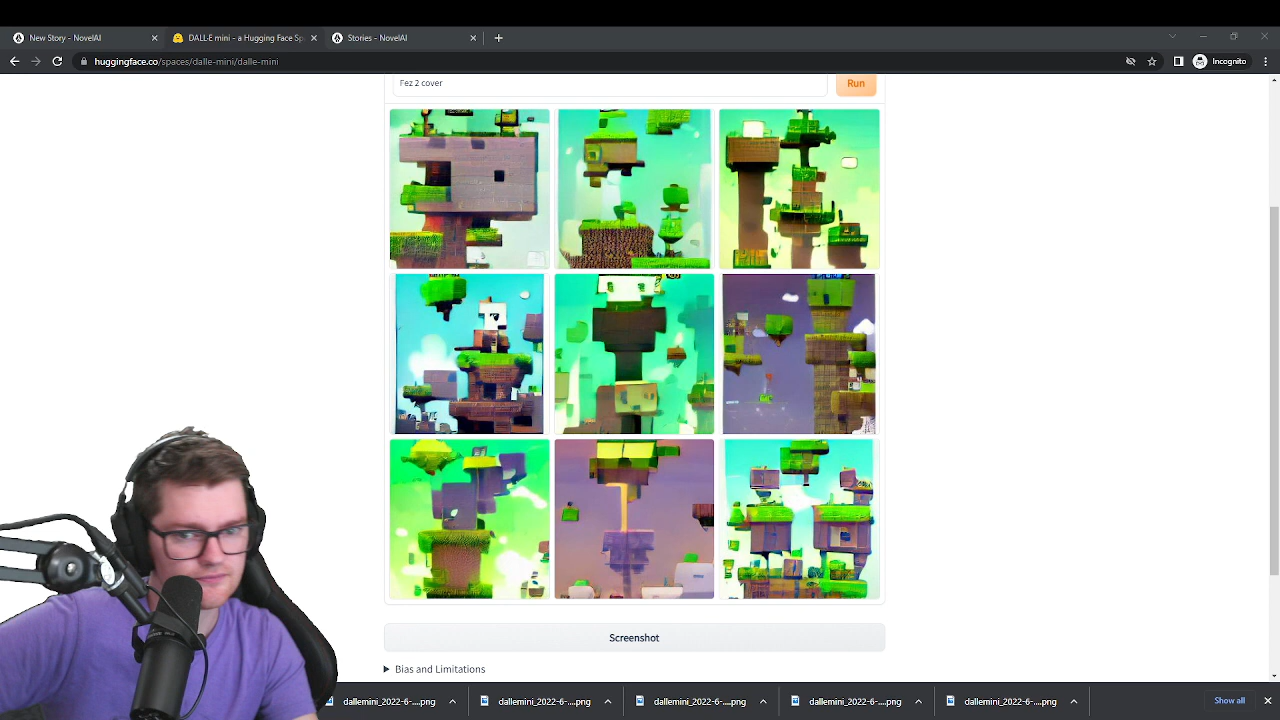 New Story – NovelAI
DALL·E mini - a Hugging Face Sp
Stories – NovelAI
huggingface.co/spaces/dalle-mini/dalle-mini
Incognito
Fez 2 cover
Run
Screenshot
Bias and Limitations
dallemini_2022-6-....png
dallemini_2022-6-....png
dallemini_2022-6-....png
dallemini_2022-6-....png
dallemini_2022-6-....png
Show all